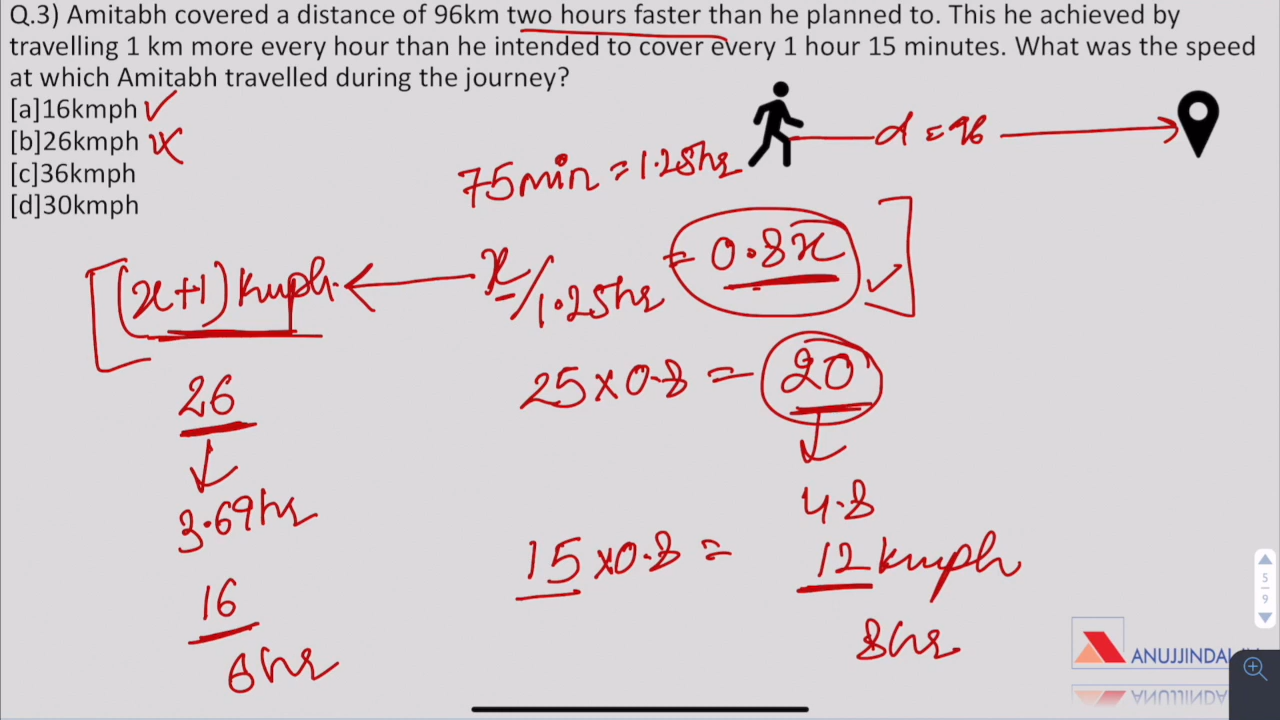 Q.3) Amitabh covered a distance of 96km two hours faster than he planned to. This he achieved by
travelling 1 km more every hour than he intended to cover every 1 hour 15 minutes. What was the speed
at which Amitabh travelled during the journey?
[a]16kmph ✓
[b]26kmph
[c]36kmph
[d]30kmph
d = 96
75min = 1.25hr
(x+1) kmph ← x/1.25hr = 0.8x ✓
25 x 0.8 = 20
26
4.8
3.69hr
15 x 0.8 = 12 kmph
16
8hr
6hr
5
9
ANUJJINDAL